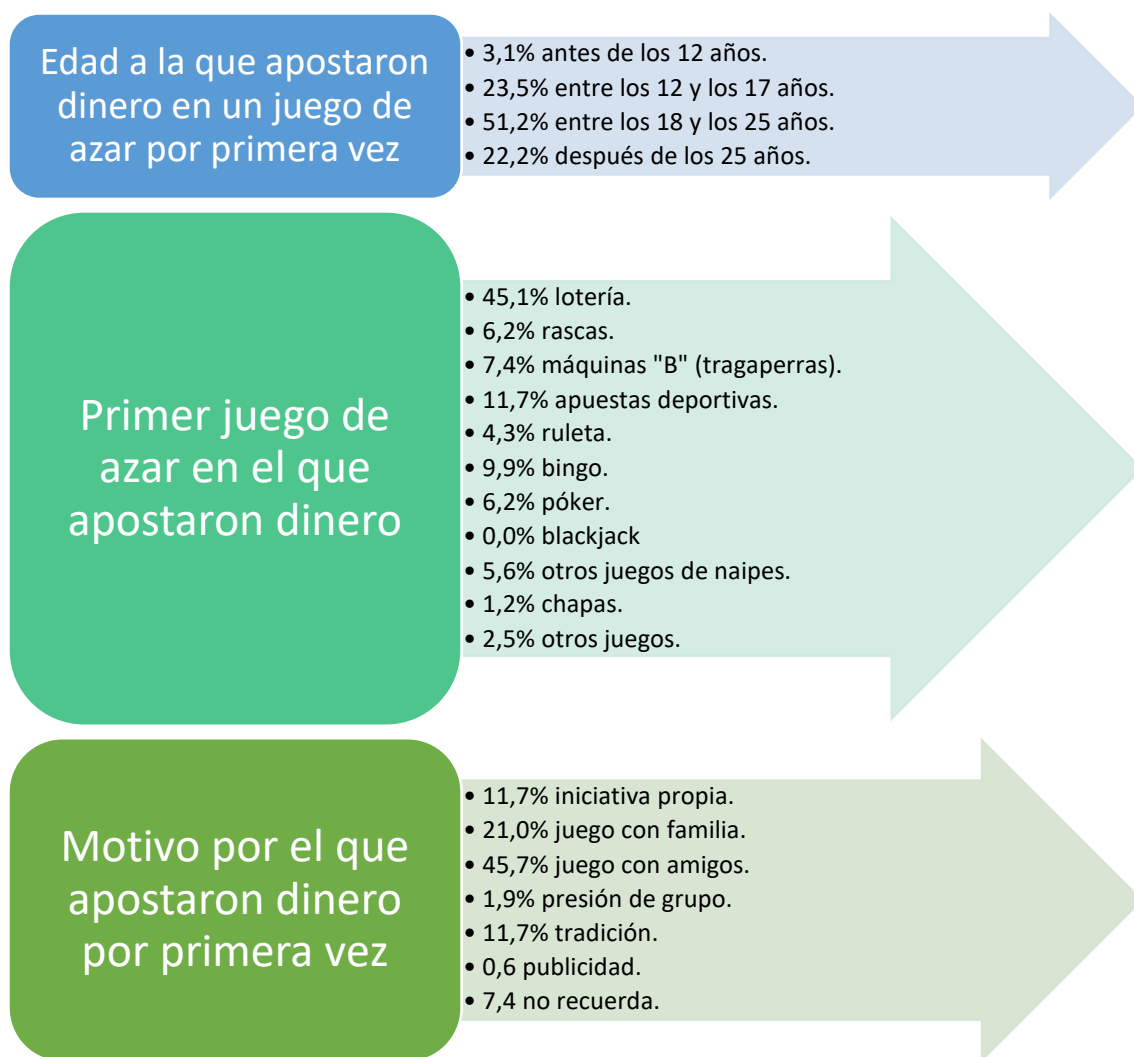 Edad a la que apostaron
dinero en un juego de
azar por primera vez
• 3,1% antes de los 12 años.
• 23,5% entre los 12 y los 17 años.
• 51,2% entre los 18 y los 25 años.
• 22,2% después de los 25 años.
Primer juego de
azar en el que
apostaron dinero
• 45,1% lotería.
• 6,2% rascas.
• 7,4% máquinas "B" (tragaperras).
• 11,7% apuestas deportivas.
• 4,3% ruleta.
• 9,9% bingo.
• 6,2% póker.
• 0,0% blackjack
• 5,6% otros juegos de naipes.
• 1,2% chapas.
• 2,5% otros juegos.
Motivo por el que
apostaron dinero
por primera vez
• 11,7% iniciativa propia.
• 21,0% juego con familia.
• 45,7% juego con amigos.
• 1,9% presión de grupo.
• 11,7% tradición.
• 0,6 publicidad.
• 7,4 no recuerda.